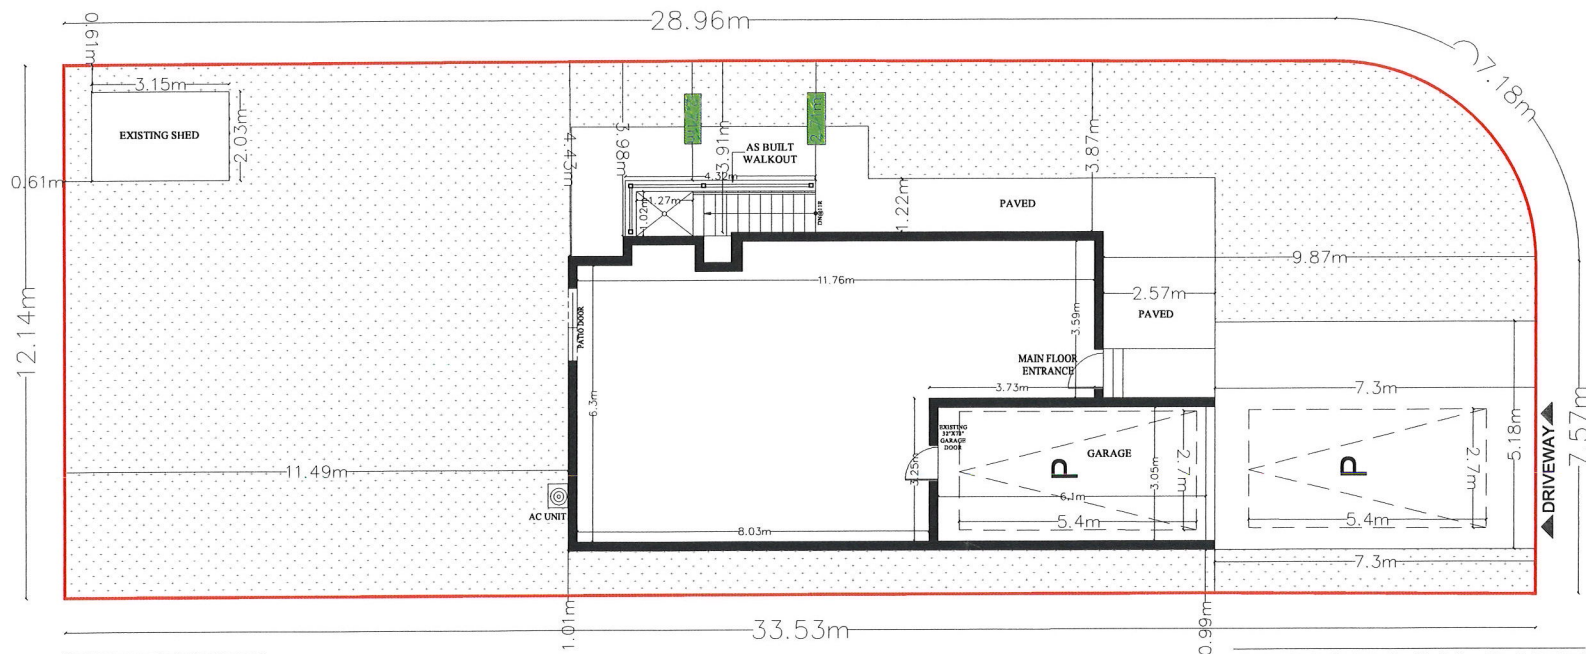 28.96m
7.18m
0.61m
3.15m
EXISTING SHED
2.03m
0.61m
4.43m
3.98m
3.91m
AS BUILT
WALKOUT
4.32m
1.27m
1.02m
3.87m
1.22m
PAVED
9.87m
2.57m
PAVED
11.76m
3.59m
PATIO DOOR
MAIN FLOOR
ENTRANCE
3.73m
7.3m
12.14m
6.3m
EXISTING
32"X78"
GARAGE
DOOR
GARAGE
P
P
3.25m
3.05m
2.7m
2.7m
5.18m
DRIVEWAY
7.57m
11.49m
6.1m
5.4m
5.4m
AC UNIT
8.03m
7.3m
1.01m
0.99m
33.53m